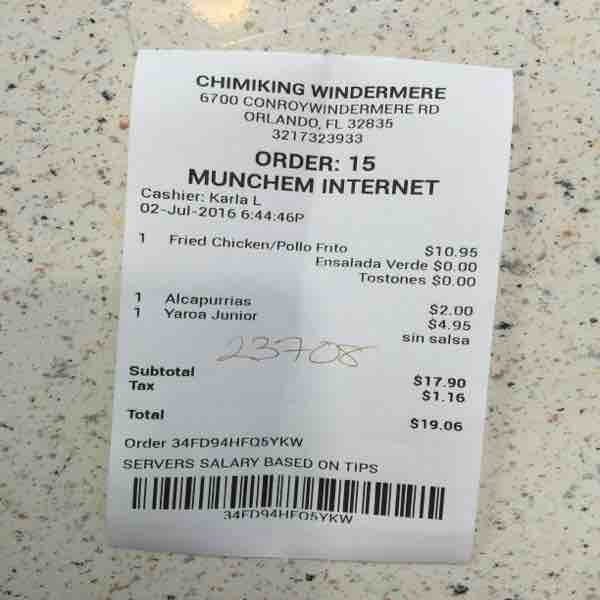 CHIMIKING WINDERMERE
6700 CONROYWINDERMERE RD
ORLANDO, FL 32835
3217323933
ORDER: 15
MUNCHEM INTERNET
Cashier: Karla L
02-Jul-2016 6:44:46P
1 Fried Chicken/Pollo Frito $10.95
Ensalada Verde $0.00
Tostones $0.00
1 Alcapurrias $2.00
1 Yaroa Junior $4.95
sin salsa
23708
Subtotal $17.90
Tax $1.16
Total $19.06
Order 34FD94HFQ5YKW
SERVERS SALARY BASED ON TIPS
34FD94HFQ5YKW